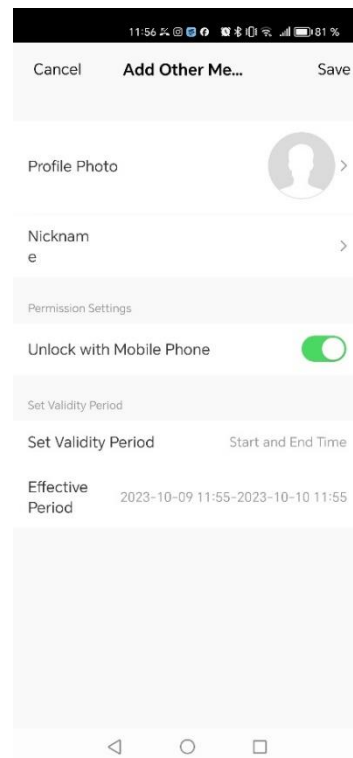 11:56 81 %
Cancel Add Other Me... Save
Profile Photo
Nicknam
e
Permission Settings
Unlock with Mobile Phone
Set Validity Period
Set Validity Period Start and End Time
Effective
Period 2023-10-09 11:55-2023-10-10 11:55